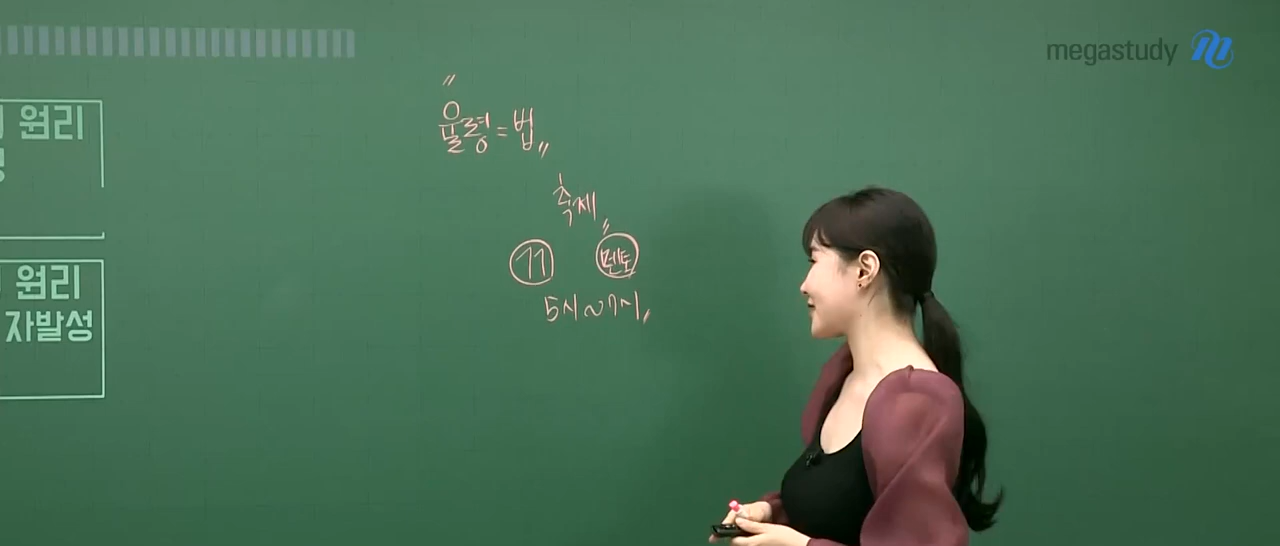 megastudy
원리
"율령=법"
축제
11 멘토"
5시~7시"
원리
자발성